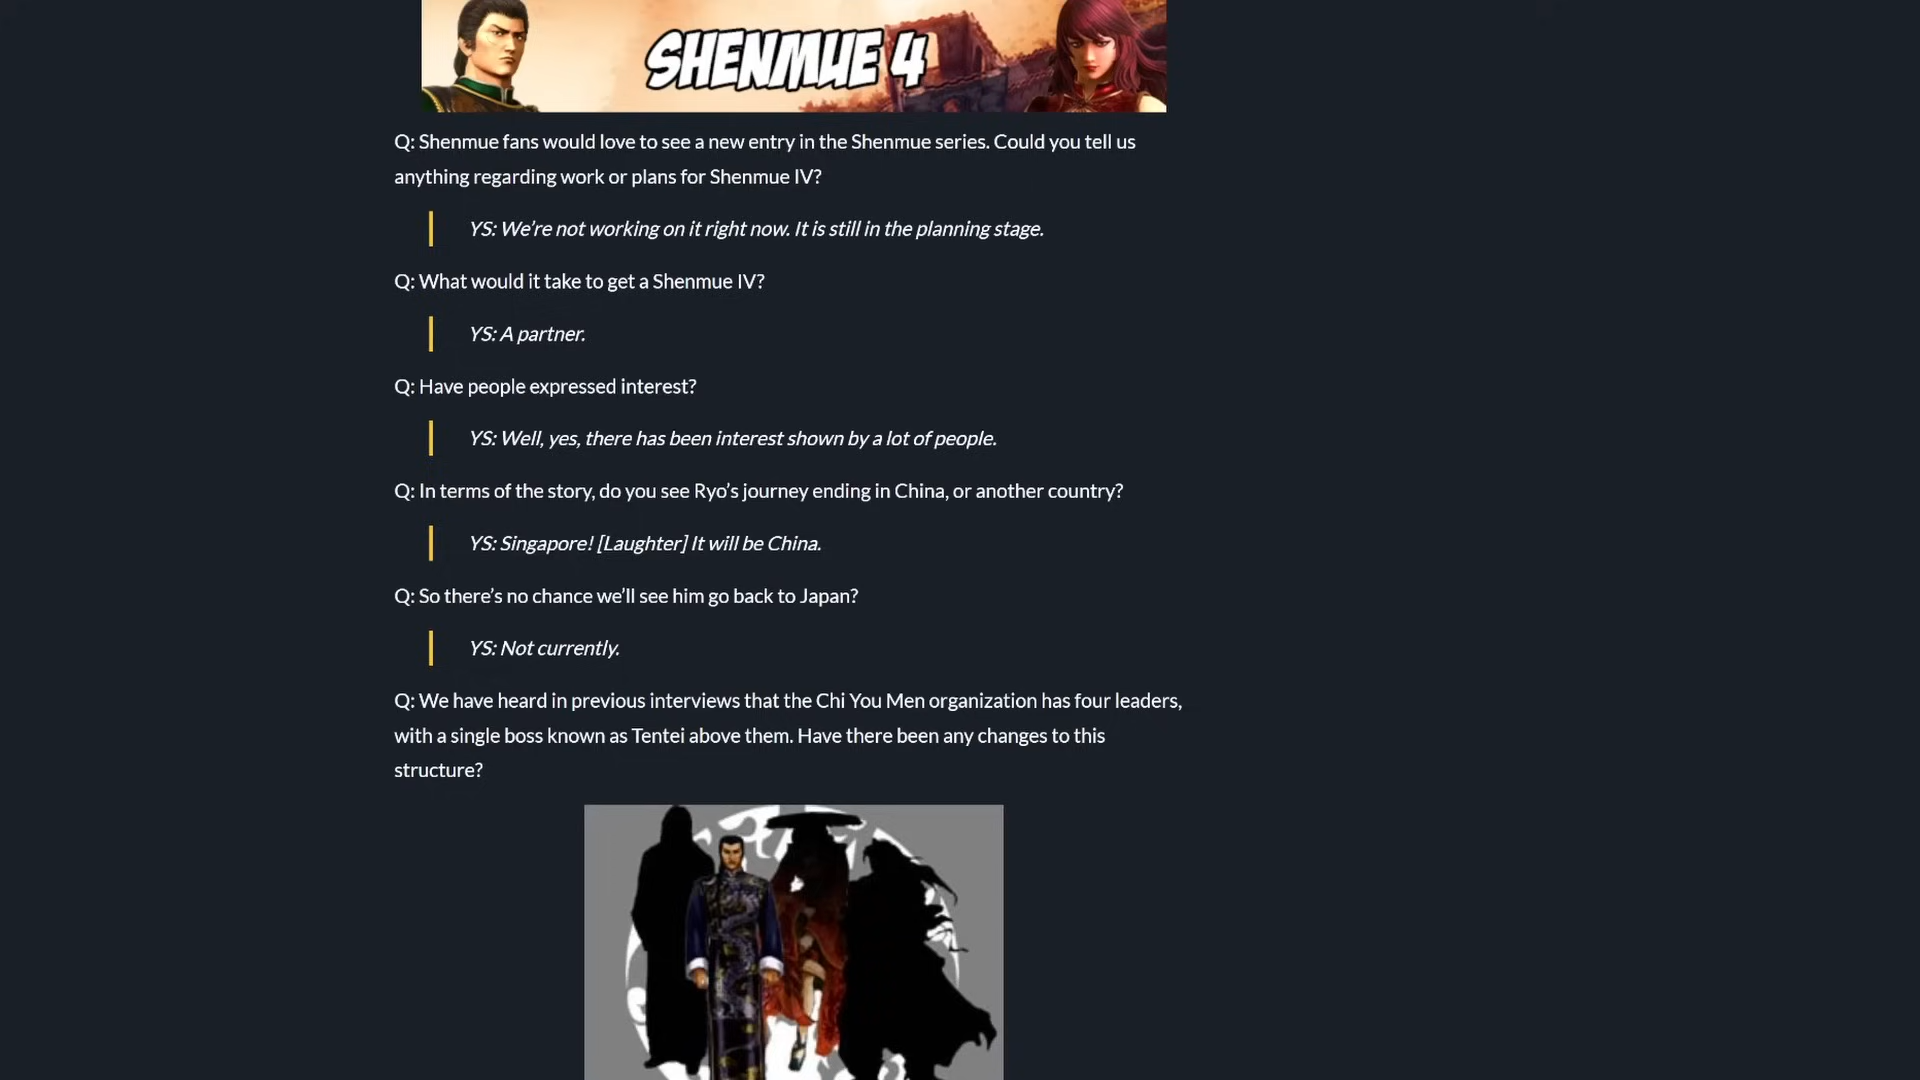 SHENMUE 4
Q: Shenmue fans would love to see a new entry in the Shenmue series. Could you tell us
anything regarding work or plans for Shenmue IV?
YS: We’re not working on it right now. It is still in the planning stage.
Q: What would it take to get a Shenmue IV?
YS: A partner.
Q: Have people expressed interest?
YS: Well, yes, there has been interest shown by a lot of people.
Q: In terms of the story, do you see Ryo’s journey ending in China, or another country?
YS: Singapore! [Laughter] It will be China.
Q: So there’s no chance we’ll see him go back to Japan?
YS: Not currently.
Q: We have heard in previous interviews that the Chi You Men organization has four leaders,
with a single boss known as Tentei above them. Have there been any changes to this
structure?